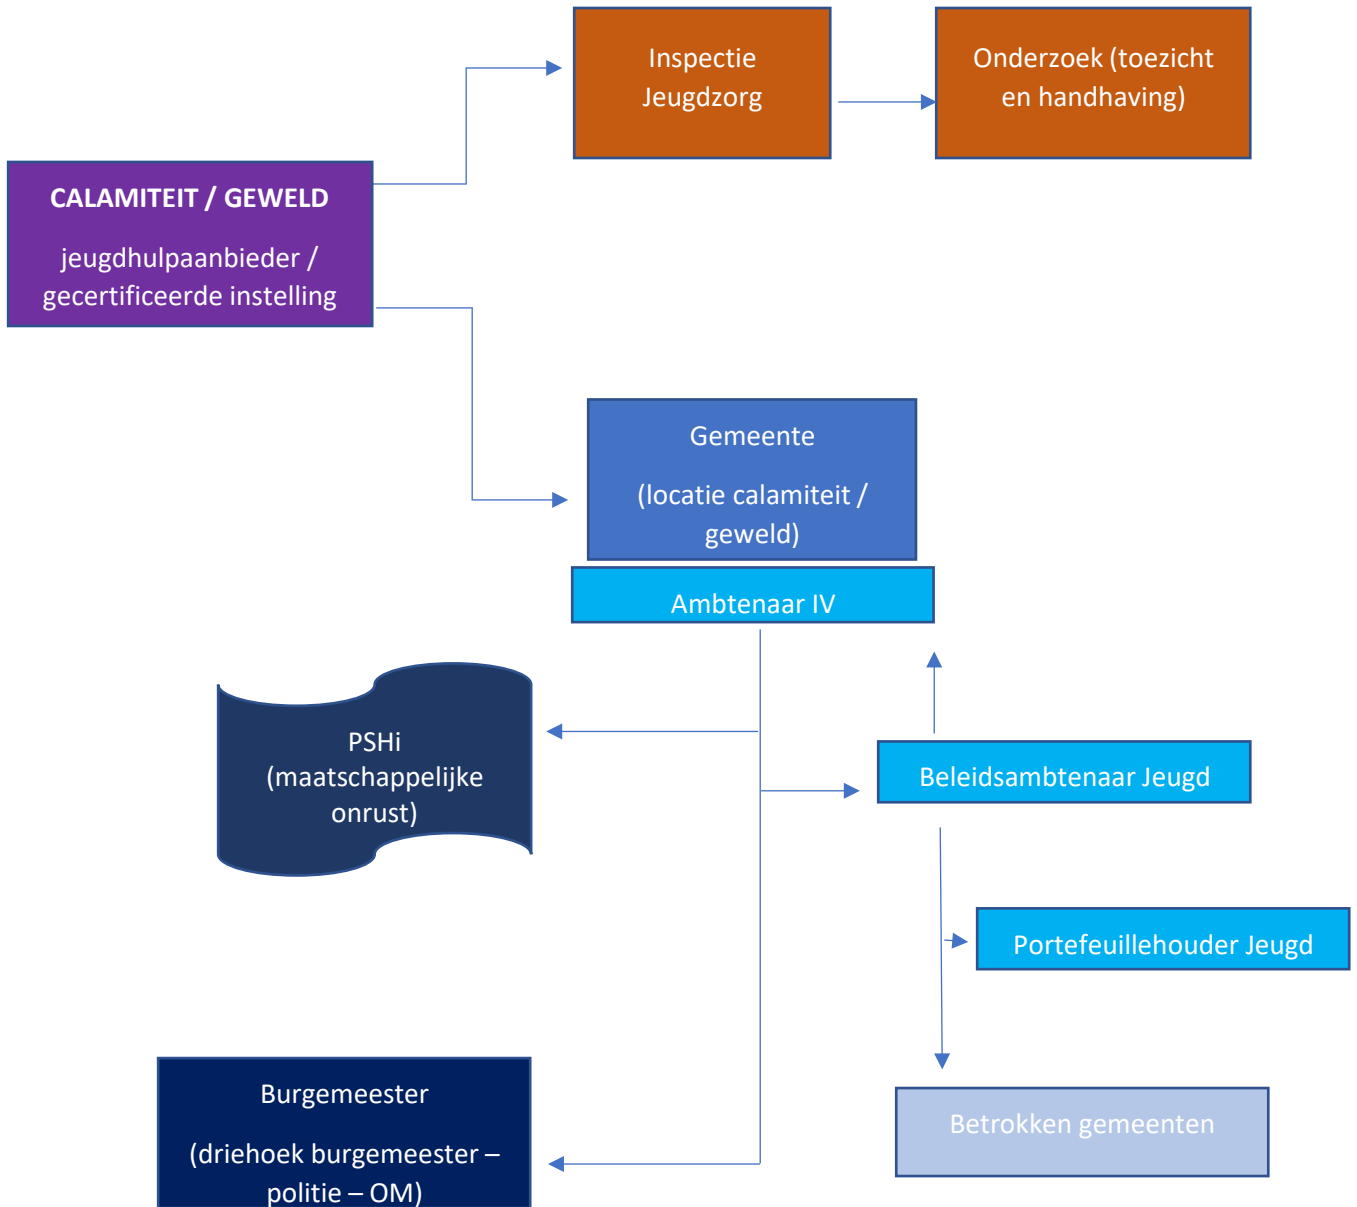 Inspectie
Jeugdzorg
Onderzoek (toezicht
en handhaving)
CALAMITEIT / GEWELD
jeugdhulpaanbieder /
gecertificeerde instelling
Gemeente
(locatie calamiteit /
geweld)
Ambtenaar IV
PSHi
(maatschappelijke
onrust)
Beleidsambtenaar Jeugd
Portefeuillehouder Jeugd
Burgemeester
(driehoek burgemeester –
politie – OM)
Betrokken gemeenten